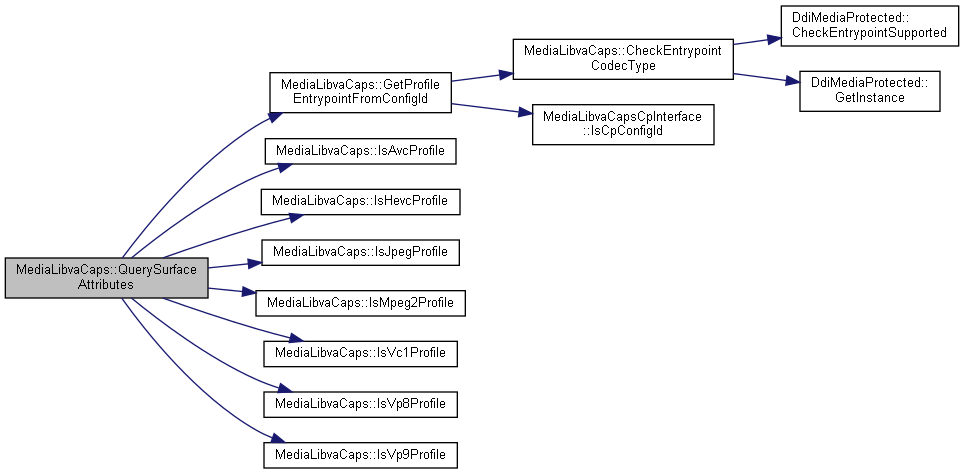 MediaLibvaCaps::QuerySurface
Attributes
MediaLibvaCaps::GetProfile
EntrypointFromConfigId
MediaLibvaCaps::CheckEntrypoint
CodecType
DdiMediaProtected::
CheckEntrypointSupported
DdiMediaProtected::
GetInstance
MediaLibvaCapsCpInterface
::IsCpConfigId
MediaLibvaCaps::IsAvcProfile
MediaLibvaCaps::IsHevcProfile
MediaLibvaCaps::IsJpegProfile
MediaLibvaCaps::IsMpeg2Profile
MediaLibvaCaps::IsVc1Profile
MediaLibvaCaps::IsVp8Profile
MediaLibvaCaps::IsVp9Profile